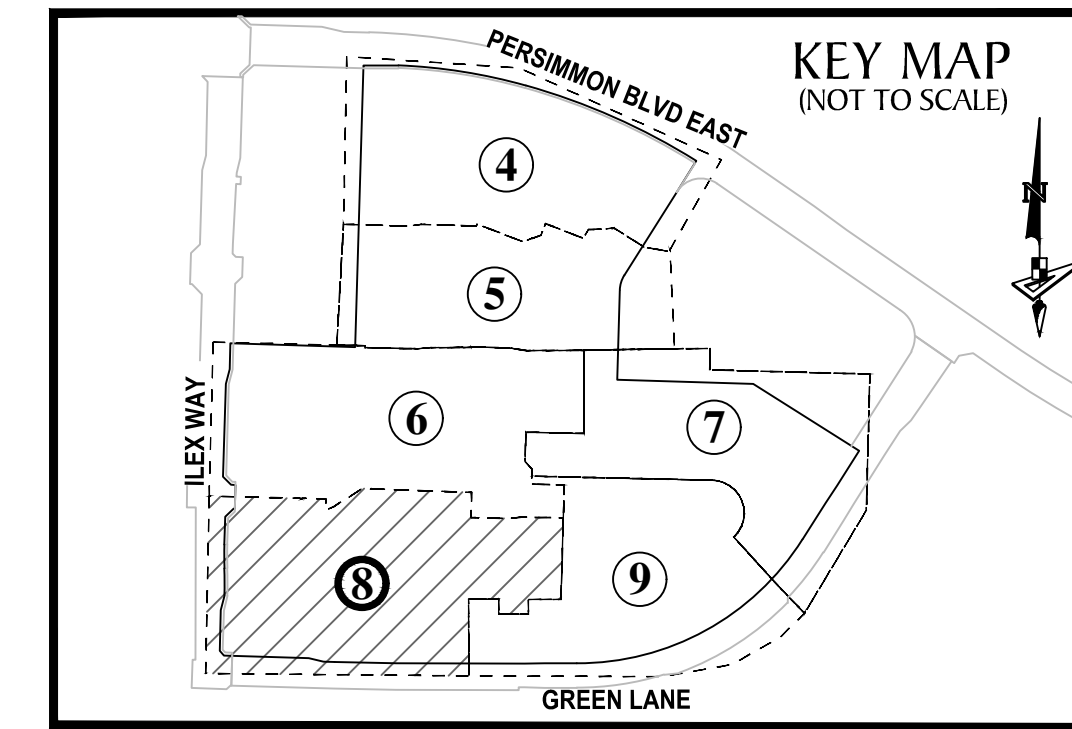 PERSIMMON BLVD EAST
KEY MAP
(NOT TO SCALE)
N
4
5
6
7
ILEX WAY
8
9
GREEN LANE